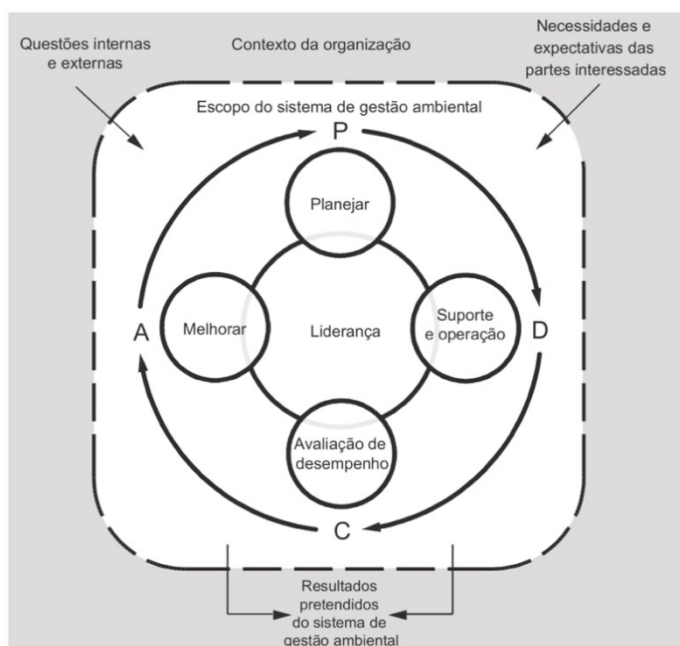 Questões internas
e externas
Contexto da organização
Necessidades e
expectativas das
partes interessadas
Escopo do sistema de gestão ambiental
P
Planejar
A
Melhorar
Liderança
Suporte
e operação
D
Avaliação de
desempenho
C
Resultados
pretendidos
do sistema de
gestão ambiental